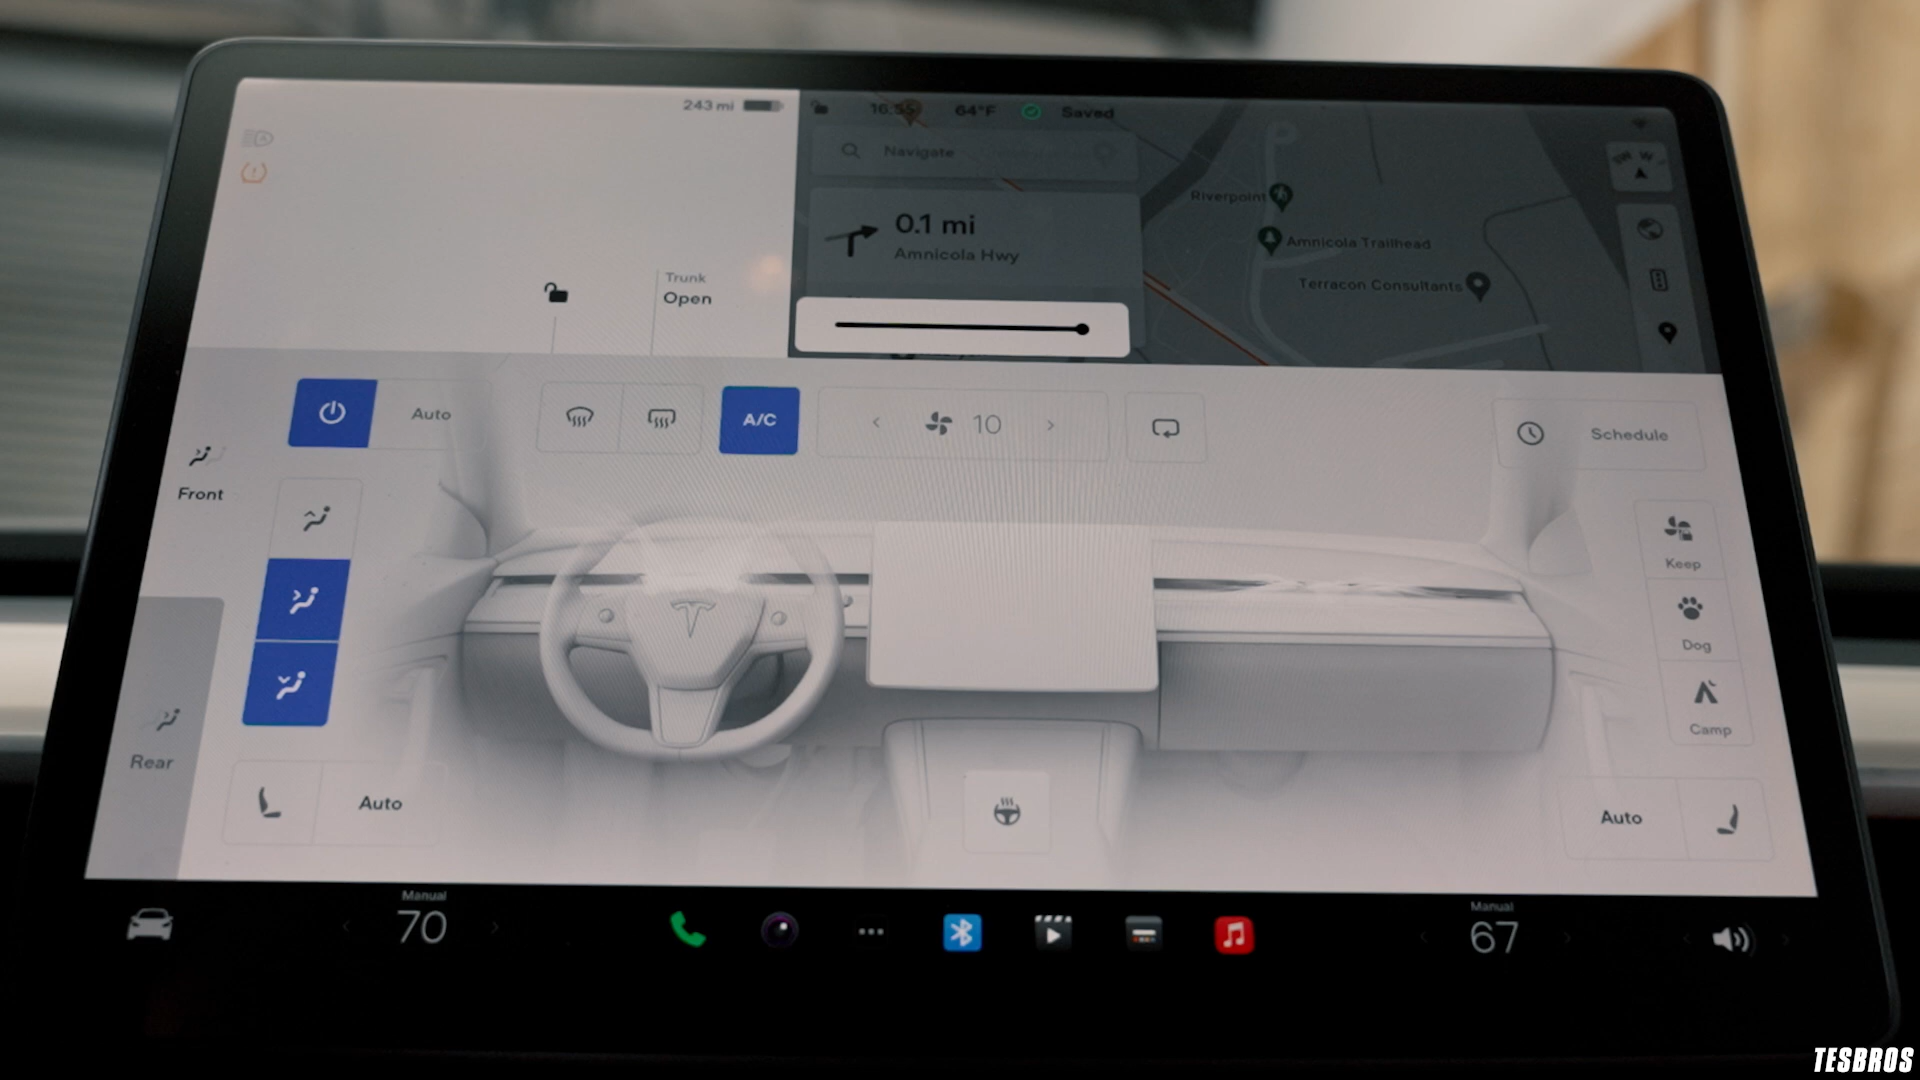 243 mi
16:55 64°F Saved
Navigate
0.1 mi
Amnicola Hwy
Riverpoint
Amnicola Trailhead
Terracon Consultants
W
Trunk
Open
Auto
A/C
10
Schedule
Front
Keep
Dog
Camp
Rear
Auto
Auto
Manual
70
Manual
67
TESBROS